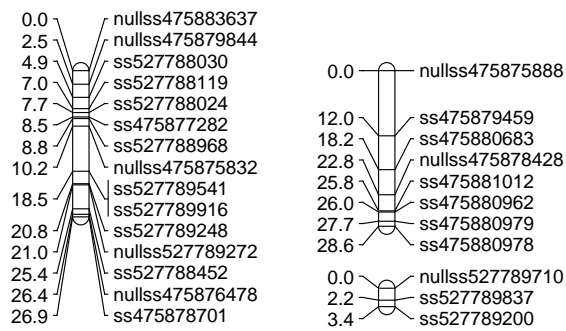 0.0 nullss475883637
2.5 nullss475879844
4.9 ss527788030
7.0 ss527788119
7.7 ss527788024
8.5 ss475877282
8.8 ss527788968
10.2 nullss475875832
18.5 ss527789541
ss527789916
20.8 ss527789248
21.0 nullss527789272
25.4 ss527788452
26.4 nullss475876478
26.9 ss475878701
0.0 nullss475875888
12.0 ss475879459
18.2 ss475880683
22.8 nullss475878428
25.8 ss475881012
26.0 ss475880962
27.7 ss475880979
28.6 ss475880978
0.0 nullss527789710
2.2 ss527789837
3.4 ss527789200